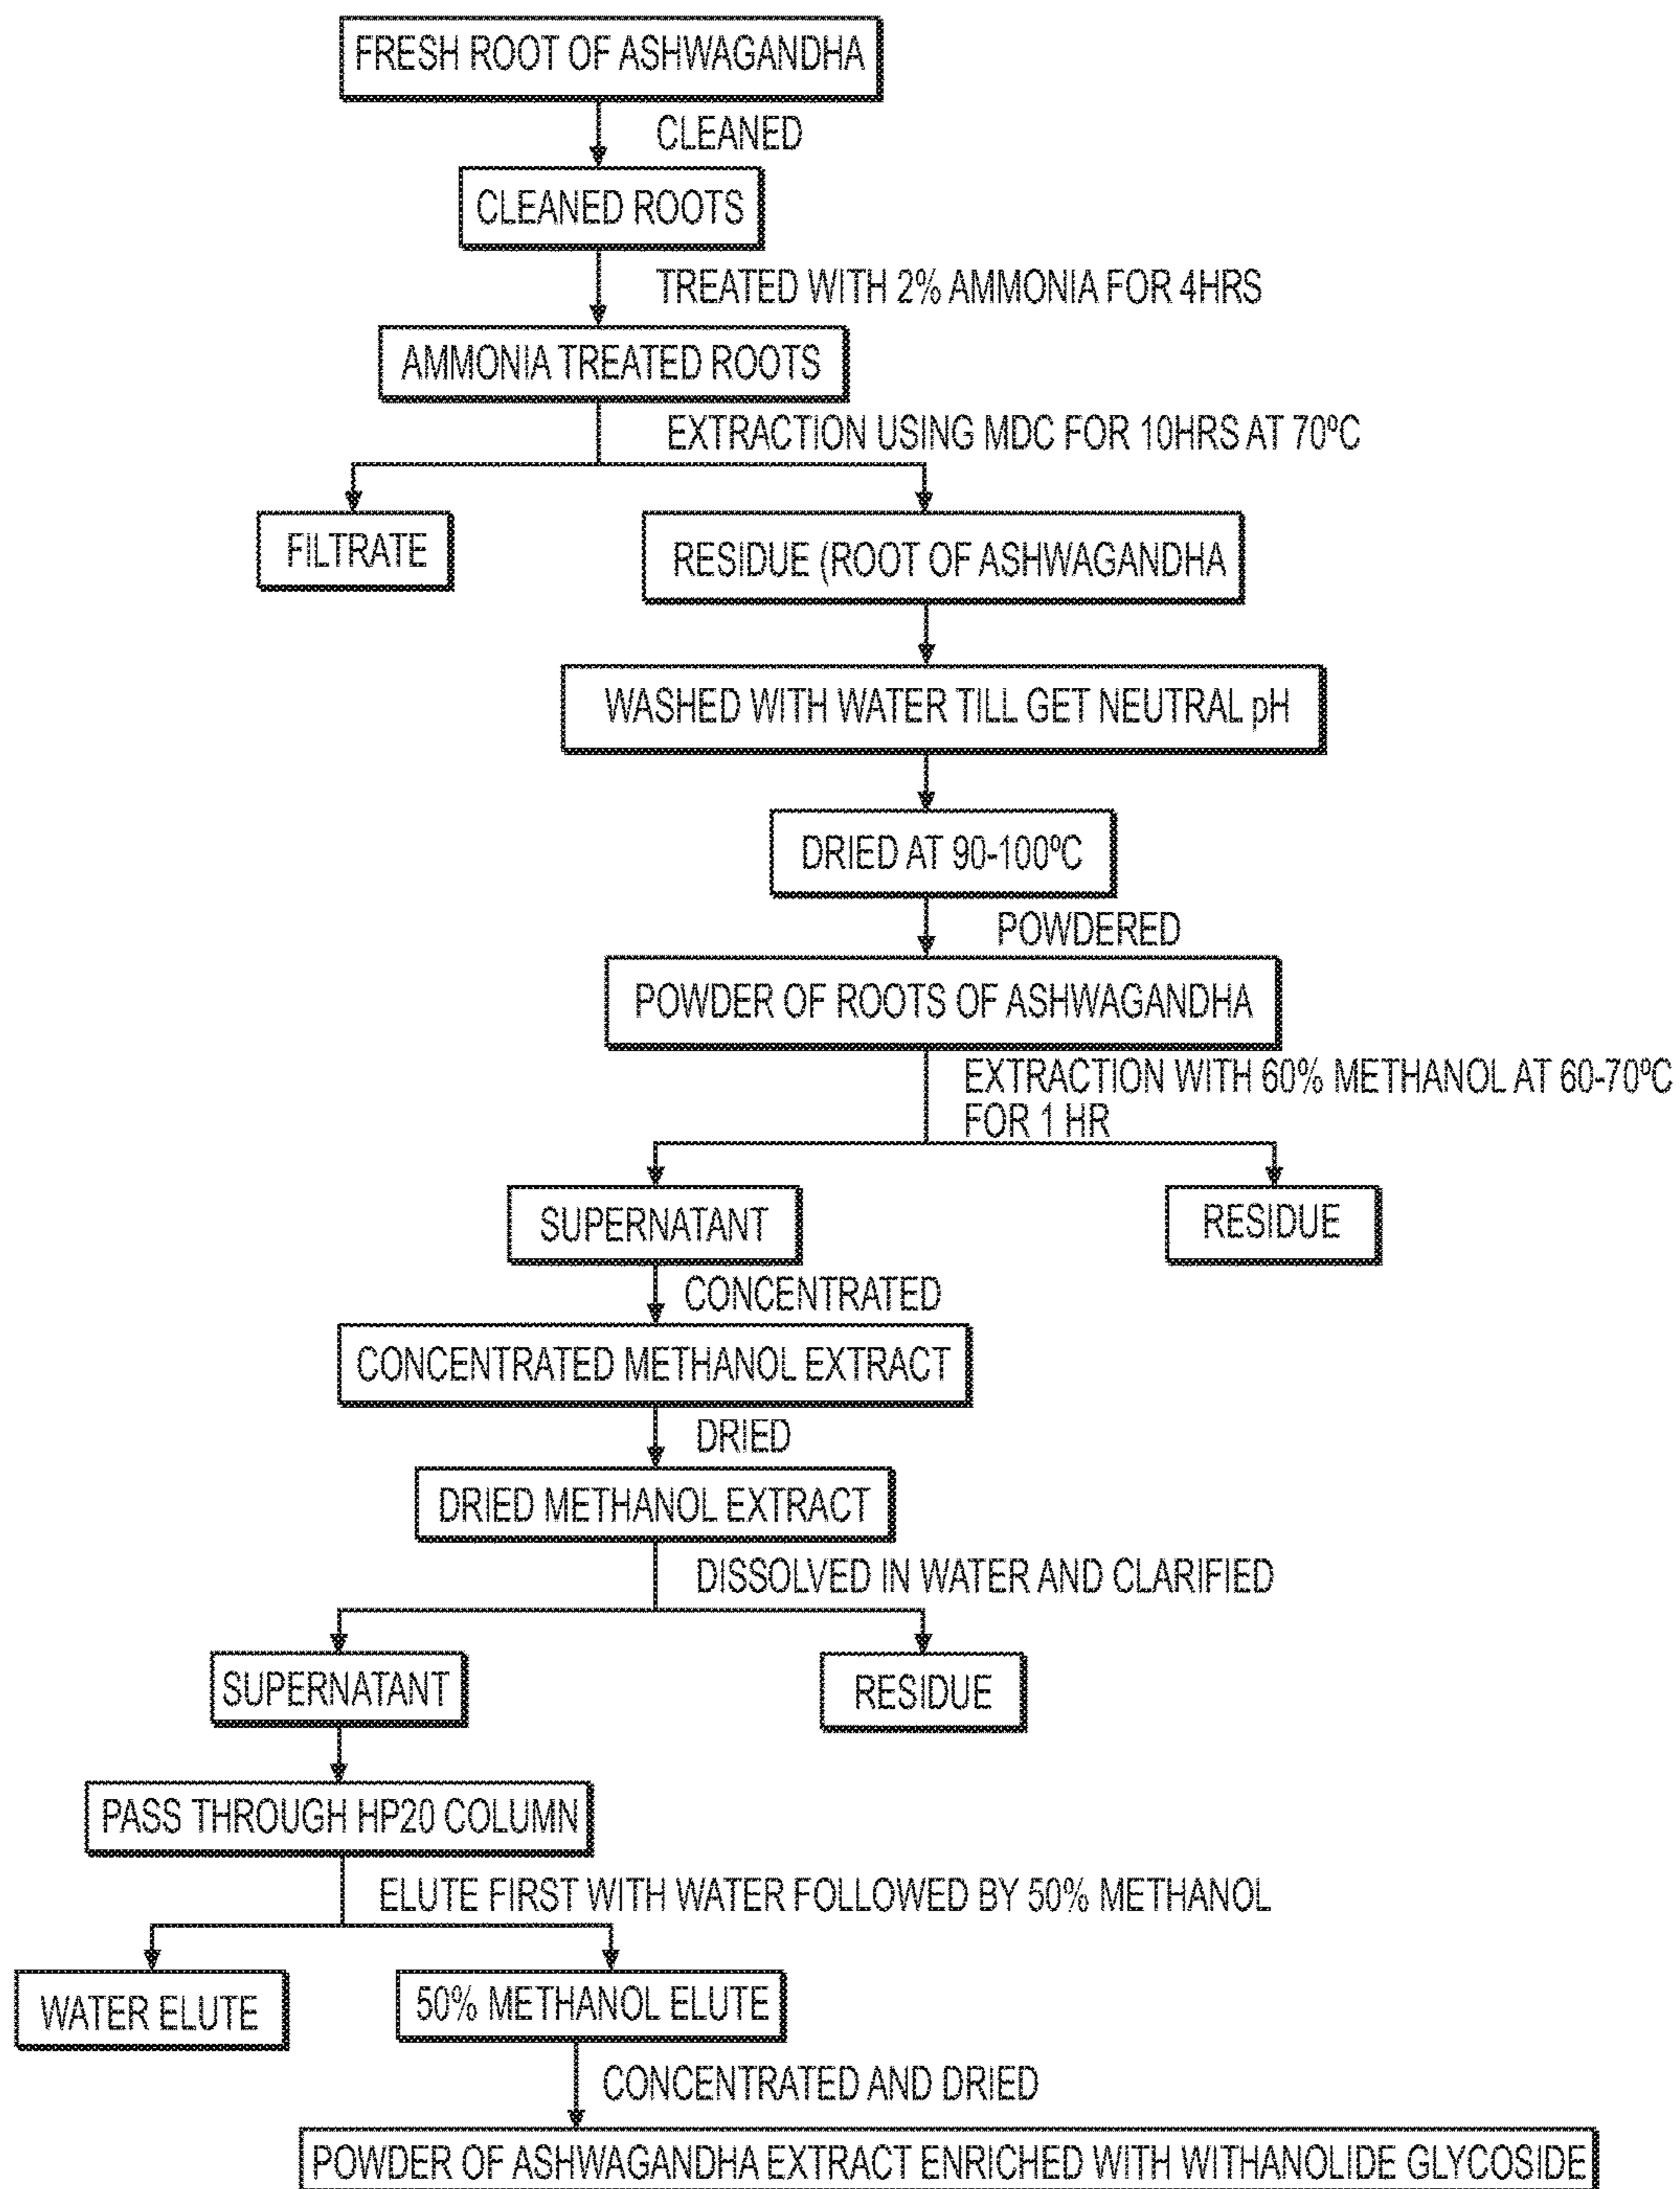 FRESH ROOT OF ASHWAGANDHA
CLEANED
CLEANED ROOTS
TREATED WITH 2% AMMONIA FOR 4HRS
AMMONIA TREATED ROOTS
EXTRACTION USING MDC FOR 10HRS AT 70ºC
FILTRATE
RESIDUE (ROOT OF ASHWAGANDHA
WASHED WITH WATER TILL GET NEUTRAL pH
DRIED AT 90-100ºC
POWDERED
POWDER OF ROOTS OF ASHWAGANDHA
EXTRACTION WITH 60% METHANOL AT 60-70ºC
FOR 1 HR
SUPERNATANT
RESIDUE
CONCENTRATED
CONCENTRATED METHANOL EXTRACT
DRIED
DRIED METHANOL EXTRACT
DISSOLVED IN WATER AND CLARIFIED
SUPERNATANT
RESIDUE
PASS THROUGH HP20 COLUMN
ELUTE FIRST WITH WATER FOLLOWED BY 50% METHANOL
WATER ELUTE
50% METHANOL ELUTE
CONCENTRATED AND DRIED
POWDER OF ASHWAGANDHA EXTRACT ENRICHED WITH WITHANOLIDE GLYCOSIDE